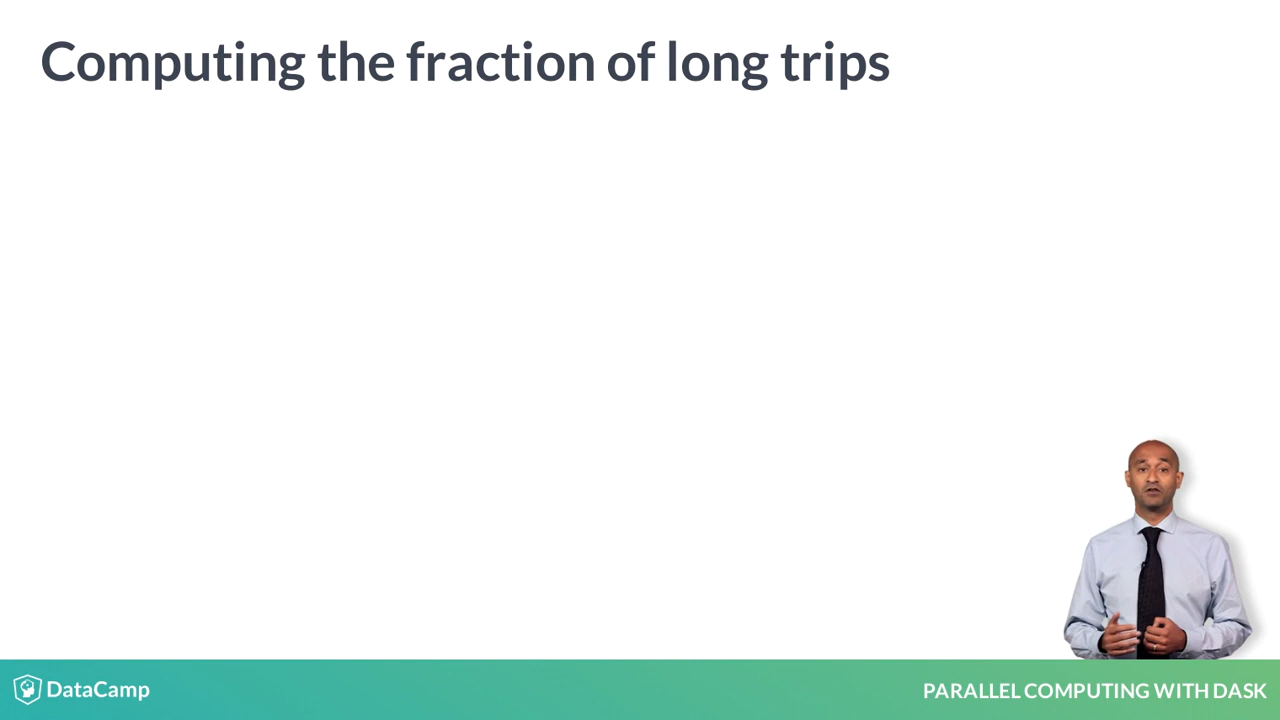 Computing the fraction of long trips
DataCamp
PARALLEL COMPUTING WITH DASK